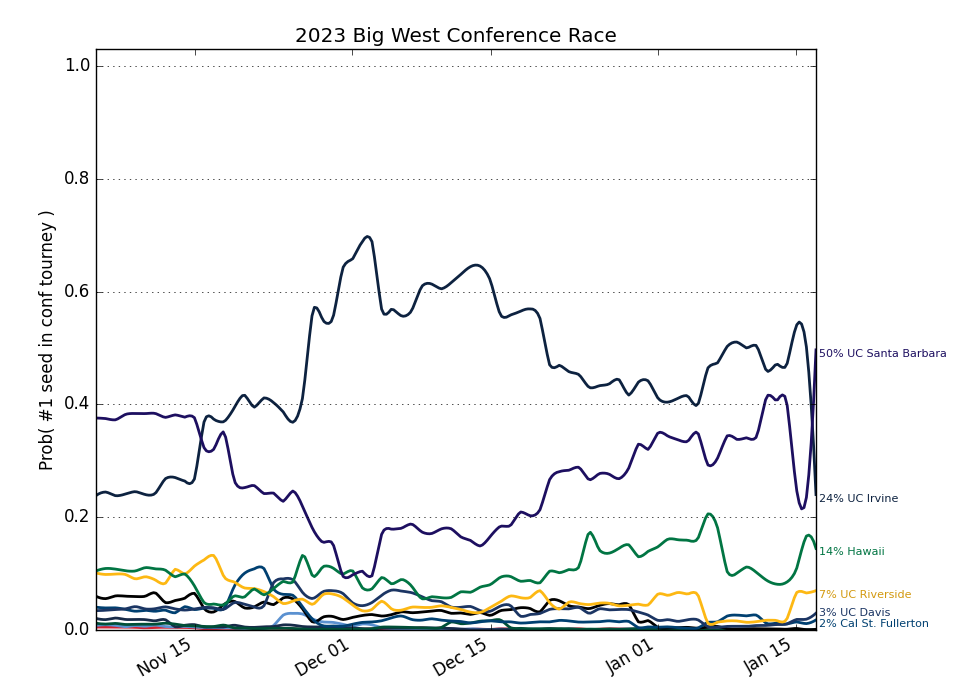 2023 Big West Conference Race
Prob( #1 seed in conf tourney )
1.0
0.8
0.6
0.4
0.2
0.0
Nov 15
Dec 01
Dec 15
Jan 01
Jan 15
50% UC Santa Barbara
24% UC Irvine
14% Hawaii
7% UC Riverside
3% UC Davis
2% Cal St. Fullerton